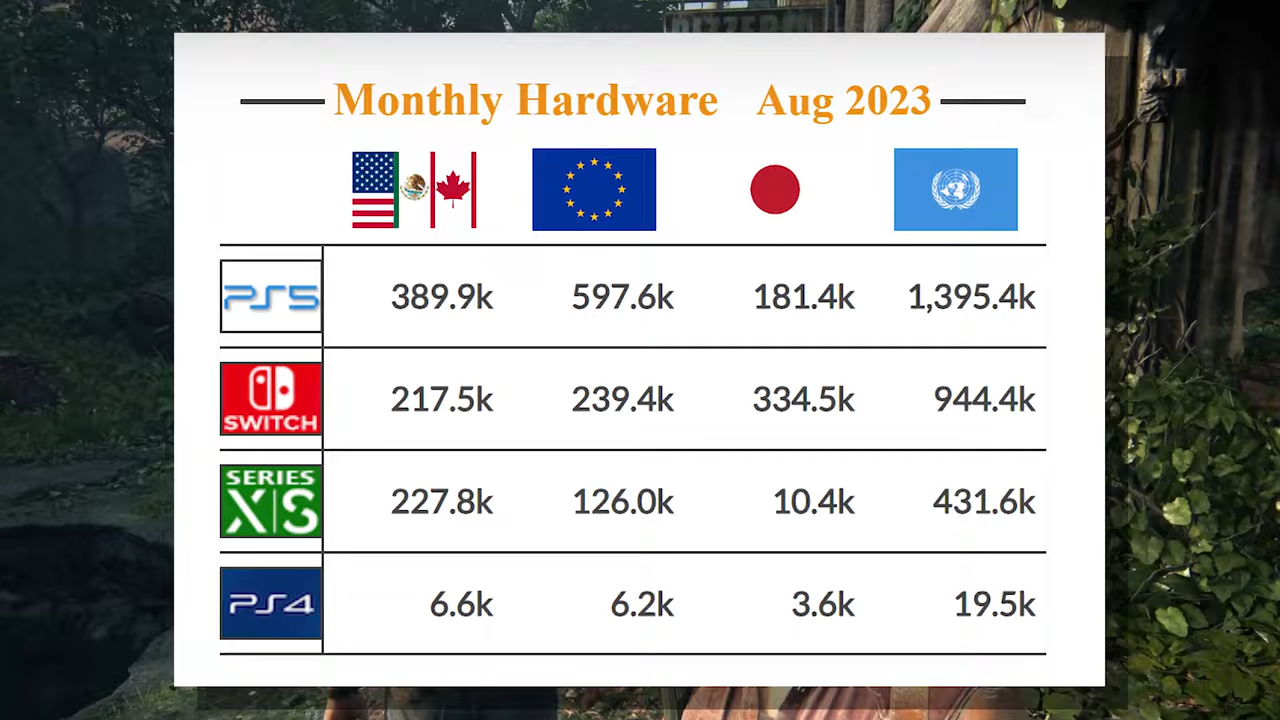 Monthly Hardware Aug 2023
PS5 389.9k 597.6k 181.4k 1,395.4k
SWITCH 217.5k 239.4k 334.5k 944.4k
SERIES
X|S 227.8k 126.0k 10.4k 431.6k
PS4 6.6k 6.2k 3.6k 19.5k